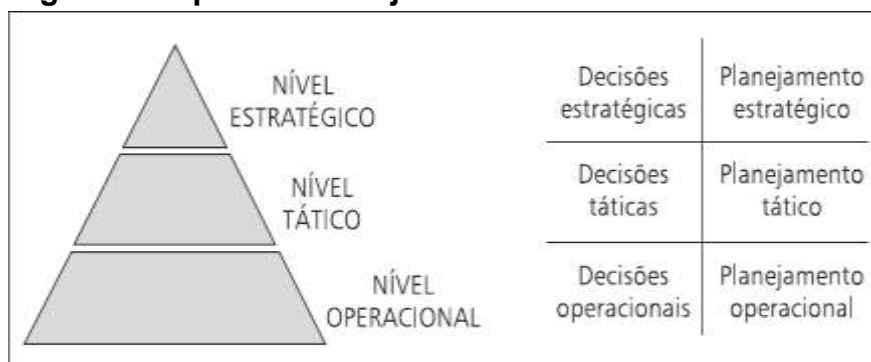 NÍVEL
ESTRATÉGICO
Decisões
estratégicas
Planejamento
estratégico
NÍVEL
TÁTICO
Decisões
táticas
Planejamento
tático
NÍVEL
OPERACIONAL
Decisões
operacionais
Planejamento
operacional